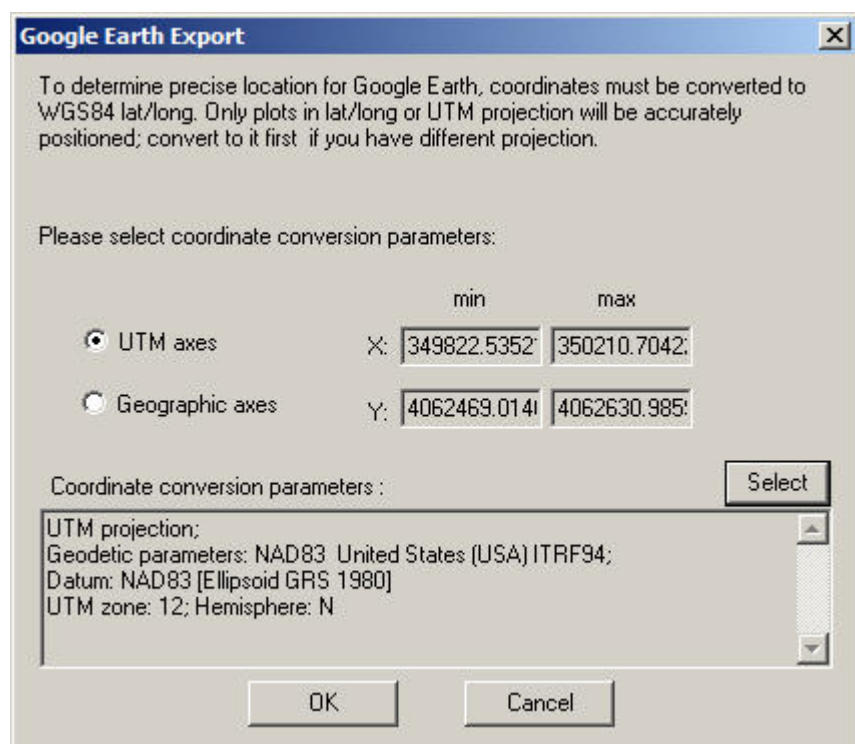 Google Earth Export
To determine precise location for Google Earth, coordinates must be converted to
WGS84 lat/long. Only plots in lat/long or UTM projection will be accurately
positioned; convert to it first if you have different projection.
Please select coordinate conversion parameters:
min max
UTM axes X: 349822.5352 350210.7042
Geographic axes Y: 4062469.014 4062630.985
Coordinate conversion parameters : Select
UTM projection;
Geodetic parameters: NAD83 United States (USA) ITRF94;
Datum: NAD83 [Ellipsoid GRS 1980]
UTM zone: 12; Hemisphere: N
OK Cancel